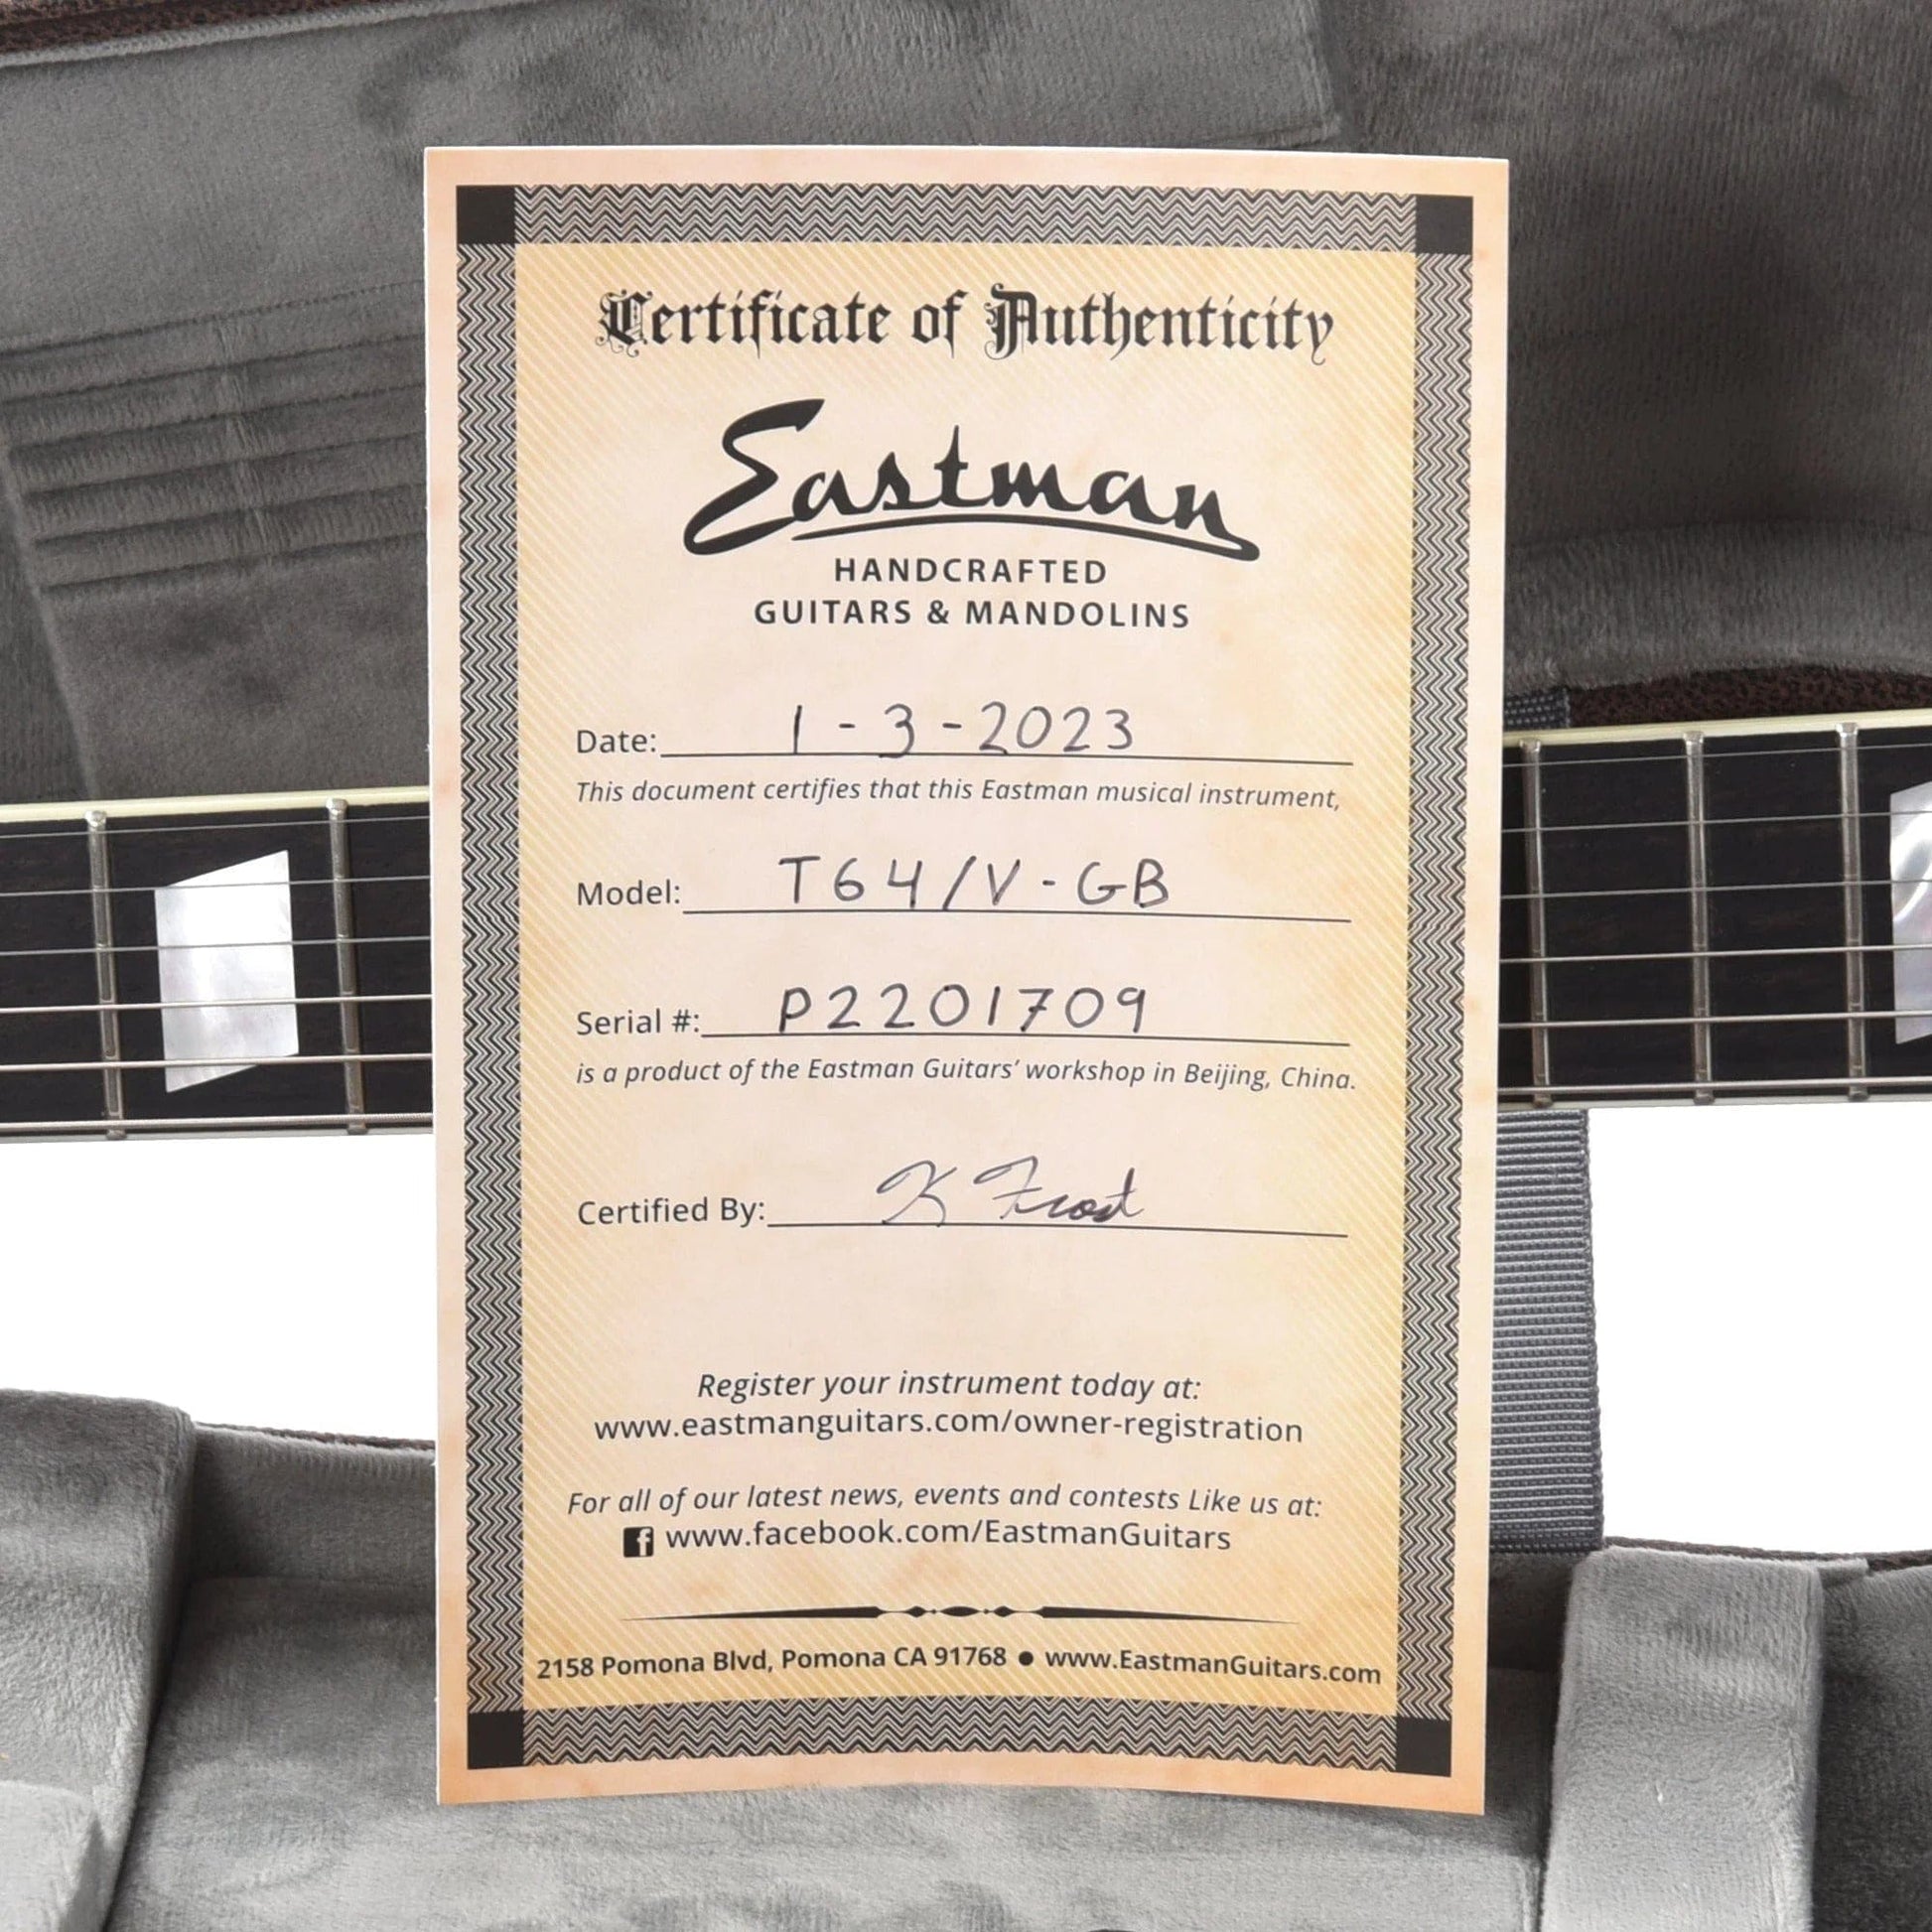 Certificate of Authenticity
Eastman
HANDCRAFTED
GUITARS & MANDOLINS
Date: 1-3-2023
This document certifies that this Eastman musical instrument,
Model: T64/V-GB
Serial #: P2201709
is a product of the Eastman Guitars' workshop in Beijing, China.
Certified By: K Frost
Register your instrument today at:
www.eastmanguitars.com/owner-registration
For all of our latest news, events and contests Like us at:
f www.facebook.com/EastmanGuitars
2158 Pomona Blvd, Pomona CA 91768 ● www.EastmanGuitars.com